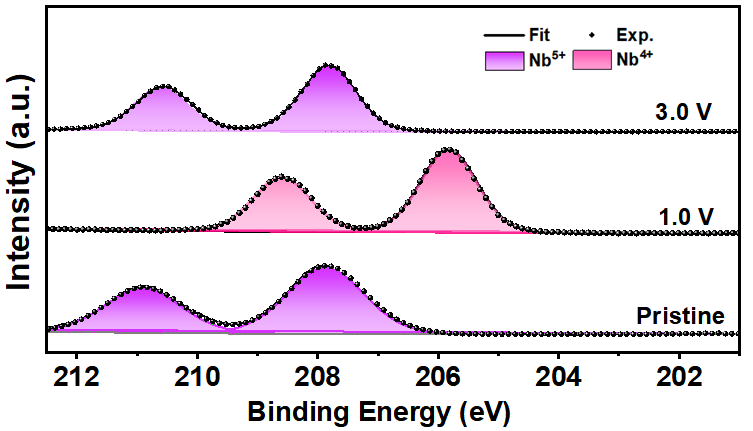 Fit Exp.
Nb⁵⁺ Nb⁴⁺
3.0 V
1.0 V
Pristine
Intensity (a.u.)
212 210 208 206 204 202
Binding Energy (eV)